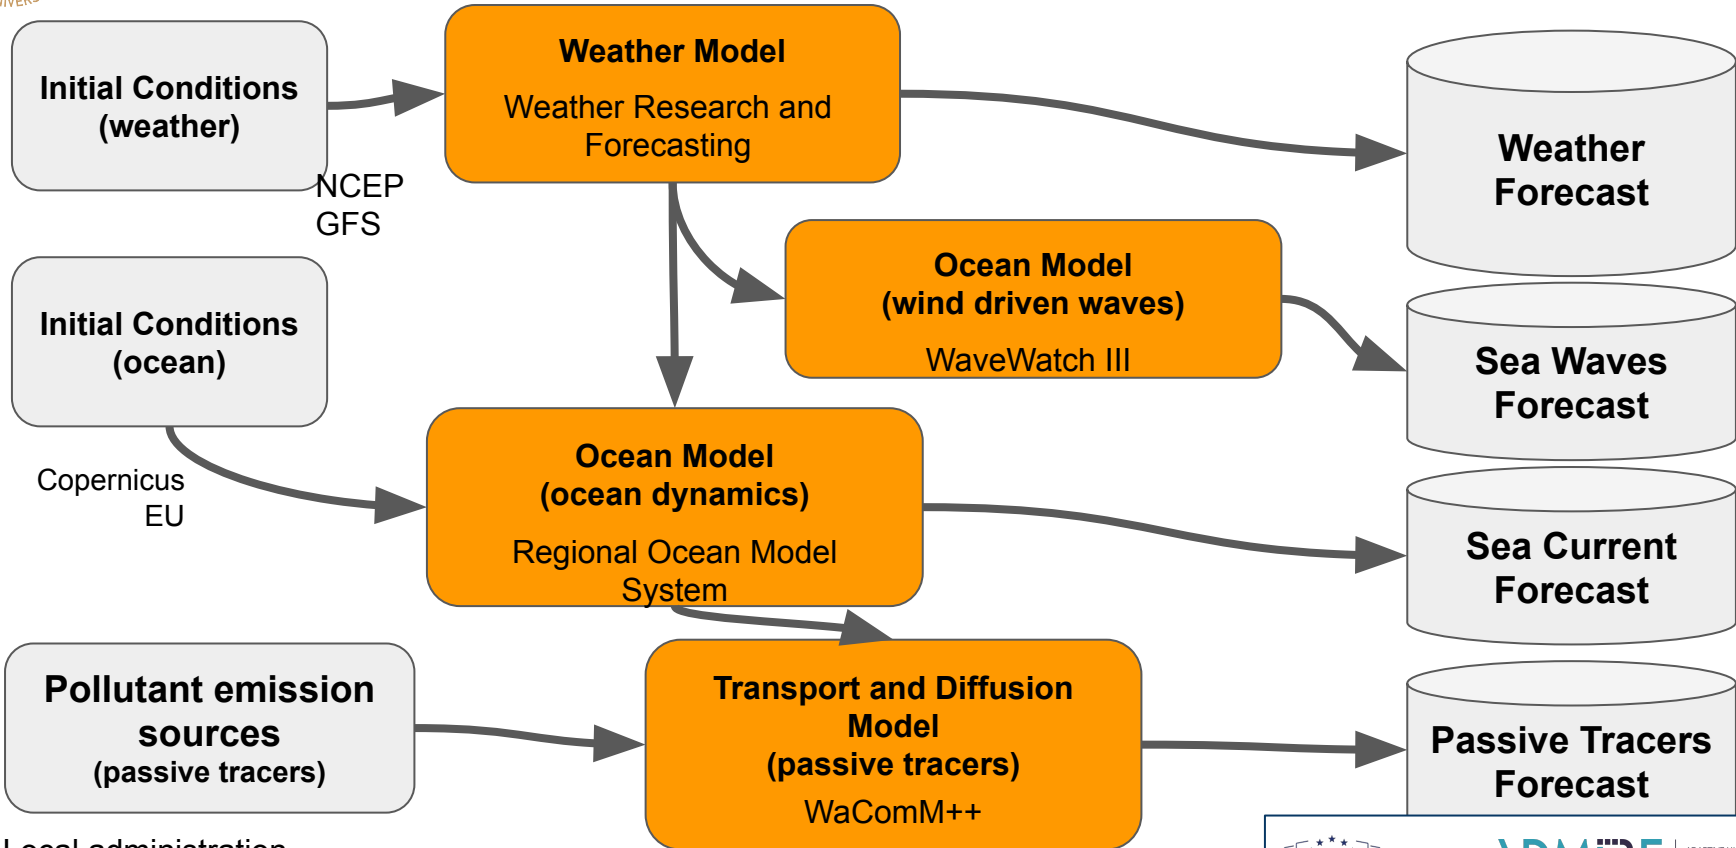 Initial Conditions
(weather)
NCEP
GFS
Weather Model
Weather Research and
Forecasting
Weather
Forecast
Ocean Model
(wind driven waves)
WaveWatch III
Sea Waves
Forecast
Initial Conditions
(ocean)
Copernicus
EU
Ocean Model
(ocean dynamics)
Regional Ocean Model
System
Sea Current
Forecast
Pollutant emission
sources
(passive tracers)
Local administration
Transport and Diffusion
Model
(passive tracers)
WaComM++
Passive Tracers
Forecast